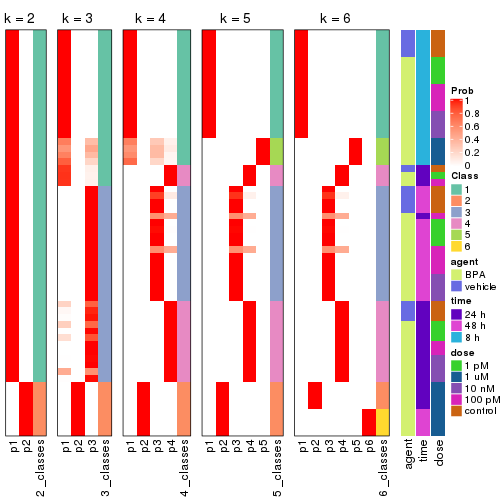 k = 2
k = 3
k = 4
k = 5
k = 6
p1
p2
2_classes
p1
p2
p3
3_classes
p1
p2
p3
p4
4_classes
p1
p2
p3
p4
p5
5_classes
p1
p2
p3
p4
p5
p6
6_classes
agent
time
dose
Prob
1
0.8
0.6
0.4
0.2
0
Class
1
2
3
4
5
6
agent
BPA
vehicle
time
24 h
48 h
8 h
dose
1 pM
1 uM
10 nM
100 pM
control